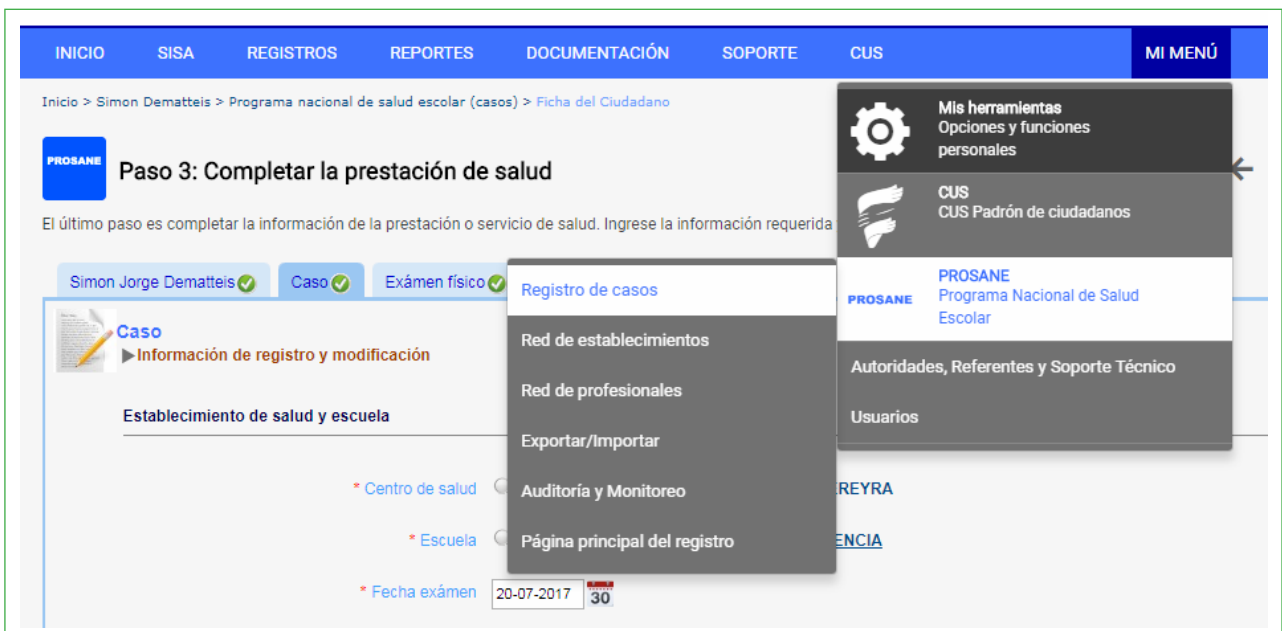 INICIO SISA REGISTROS REPORTES DOCUMENTACIÓN SOPORTE CUS MI MENÚ
Inicio > Simon Dematteis > Programa nacional de salud escolar (casos) > Ficha del Ciudadano
Mis herramientas
Opciones y funciones
personales
PROSANE
Paso 3: Completar la prestación de salud
CUS
CUS Padrón de ciudadanos
El último paso es completar la información de la prestación o servicio de salud. Ingrese la información requerida
Simon Jorge Dematteis Caso Exámen físico
Registro de casos
PROSANE
PROSANE
Programa Nacional de Salud
Escolar
Caso
Información de registro y modificación
Red de establecimientos
Autoridades, Referentes y Soporte Técnico
Red de profesionales
Establecimiento de salud y escuela
Usuarios
Exportar/Importar
* Centro de salud
Auditoría y Monitoreo
EREYRA
* Escuela
Página principal del registro
ENCIA
* Fecha exámen 20-07-2017 30